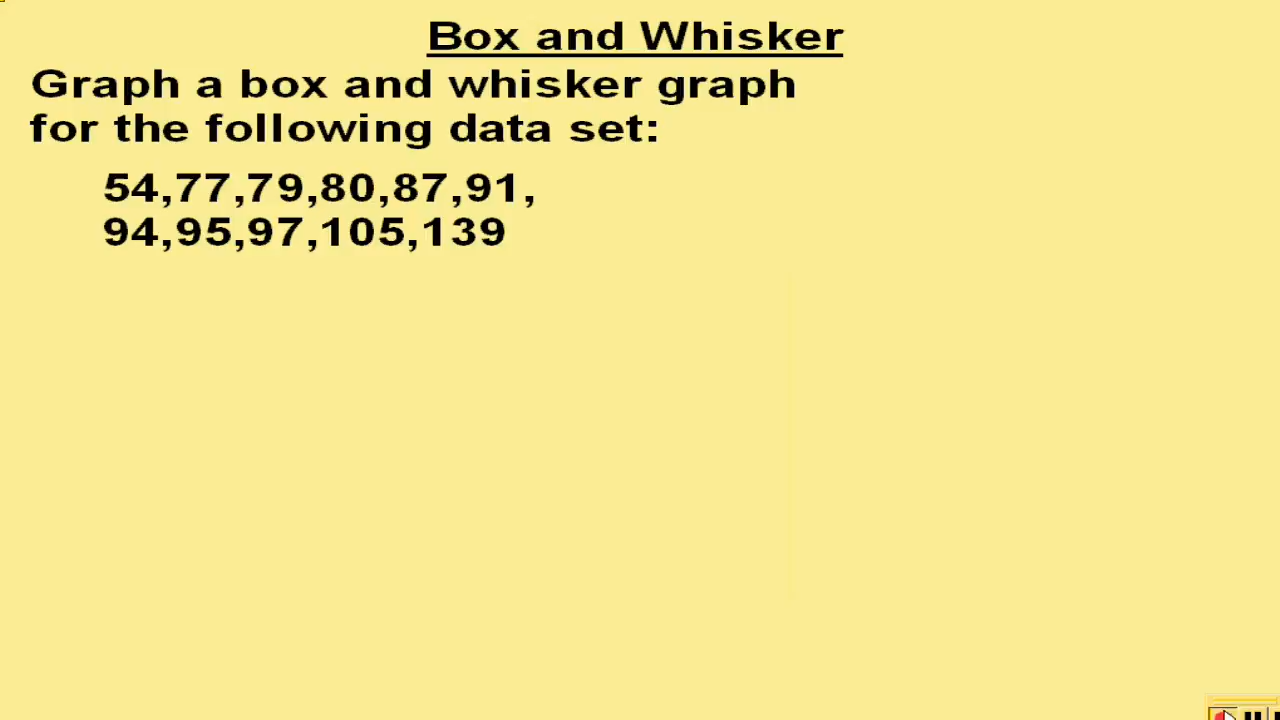 Box and Whisker
Graph a box and whisker graph
for the following data set:
54,77,79,80,87,91,
94,95,97,105,139